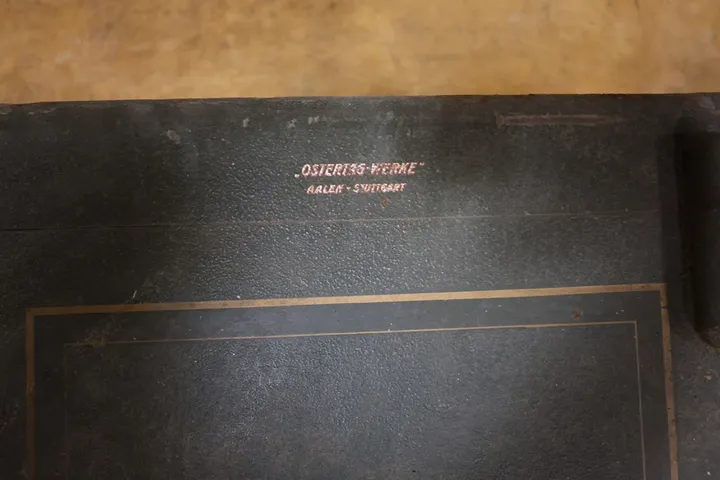 „OSTERTAG-WERKE"
AALEN - STUTTGART